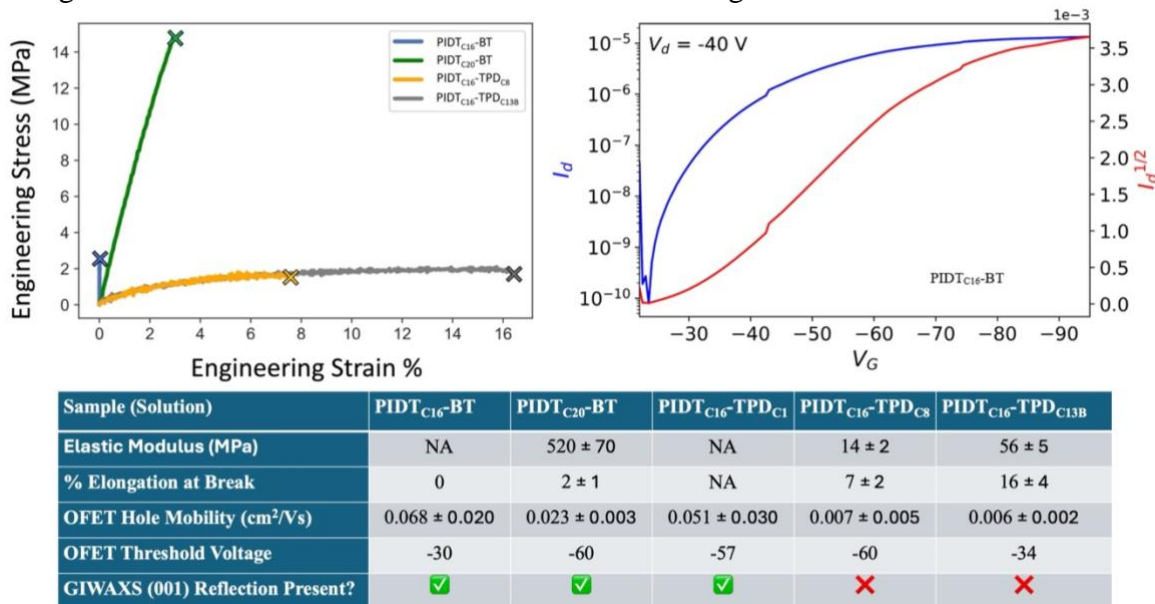 Engineering Stress (MPa)
14
12
10
8
6
4
2
0
PIDTC16-BT
PIDTC20-BT
PIDTC16-TPDC8
PIDTC16-TPDC13B
0 2 4 6 8 10 12 14 16
Engineering Strain %
1e-3
Vd = -40 V
Id
10−5
10−6
10−7
10−8
10−9
10−10
3.5
3.0
2.5
2.0
1.5
1.0
0.5
0.0
Id1/2
PIDTC16-BT
−30 −40 −50 −60 −70 −80 −90
VG
Sample (Solution) PIDTC16-BT PIDTC20-BT PIDTC16-TPDC1 PIDTC16-TPDC8 PIDTC16-TPDC13B
Elastic Modulus (MPa) NA 520 ± 70 NA 14 ± 2 56 ± 5
% Elongation at Break 0 2 ± 1 NA 7 ± 2 16 ± 4
OFET Hole Mobility (cm2/Vs) 0.068 ± 0.020 0.023 ± 0.003 0.051 ± 0.030 0.007 ± 0.005 0.006 ± 0.002
OFET Threshold Voltage -30 -60 -57 -60 -34
GIWAXS (001) Reflection Present? ✅ ✅ ✅ ❌ ❌